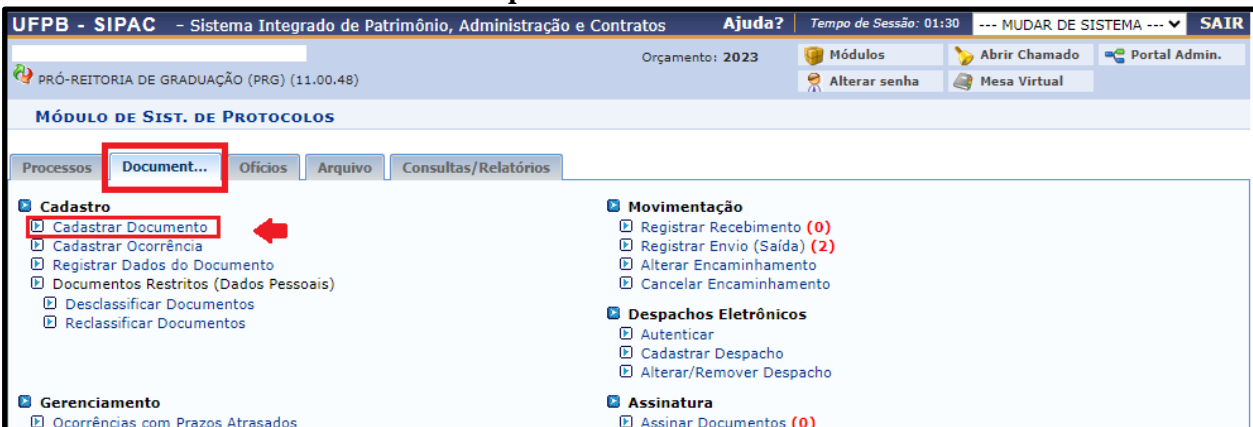 UFPB - SIPAC - Sistema Integrado de Patrimônio, Administração e Contratos Ajuda? Tempo de Sessão: 01:30 --- MUDAR DE SISTEMA --- SAIR
Orçamento: 2023 Módulos Abrir Chamado Portal Admin.
PRÓ-REITORIA DE GRADUAÇÃO (PRG) (11.00.48) Alterar senha Mesa Virtual
MÓDULO DE SIST. DE PROTOCOLOS
Processos Document... Ofícios Arquivo Consultas/Relatórios
Cadastro
Cadastrar Documento
Cadastrar Ocorrência
Registrar Dados do Documento
Documentos Restritos (Dados Pessoais)
Desclassificar Documentos
Reclassificar Documentos
Gerenciamento
Ocorrências com Prazos Atrasados
Movimentação
Registrar Recebimento (0)
Registrar Envio (Saída) (2)
Alterar Encaminhamento
Cancelar Encaminhamento
Despachos Eletrônicos
Autenticar
Cadastrar Despacho
Alterar/Remover Despacho
Assinatura
Assinar Documentos (0)